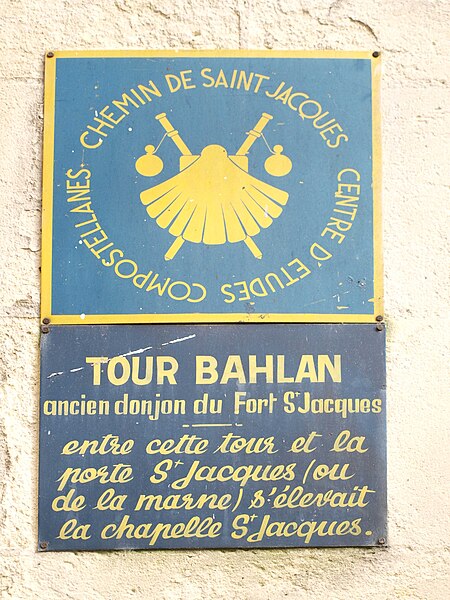 CHEMIN DE SAINT JACQUES
CENTRE D'ETUDES COMPOSTELLANES
TOUR BAHLAN
ancien donjon du Fort St Jacques
entre cette tour et la
porte St Jacques (ou
de la marne) s'élevait
la chapelle St Jacques.